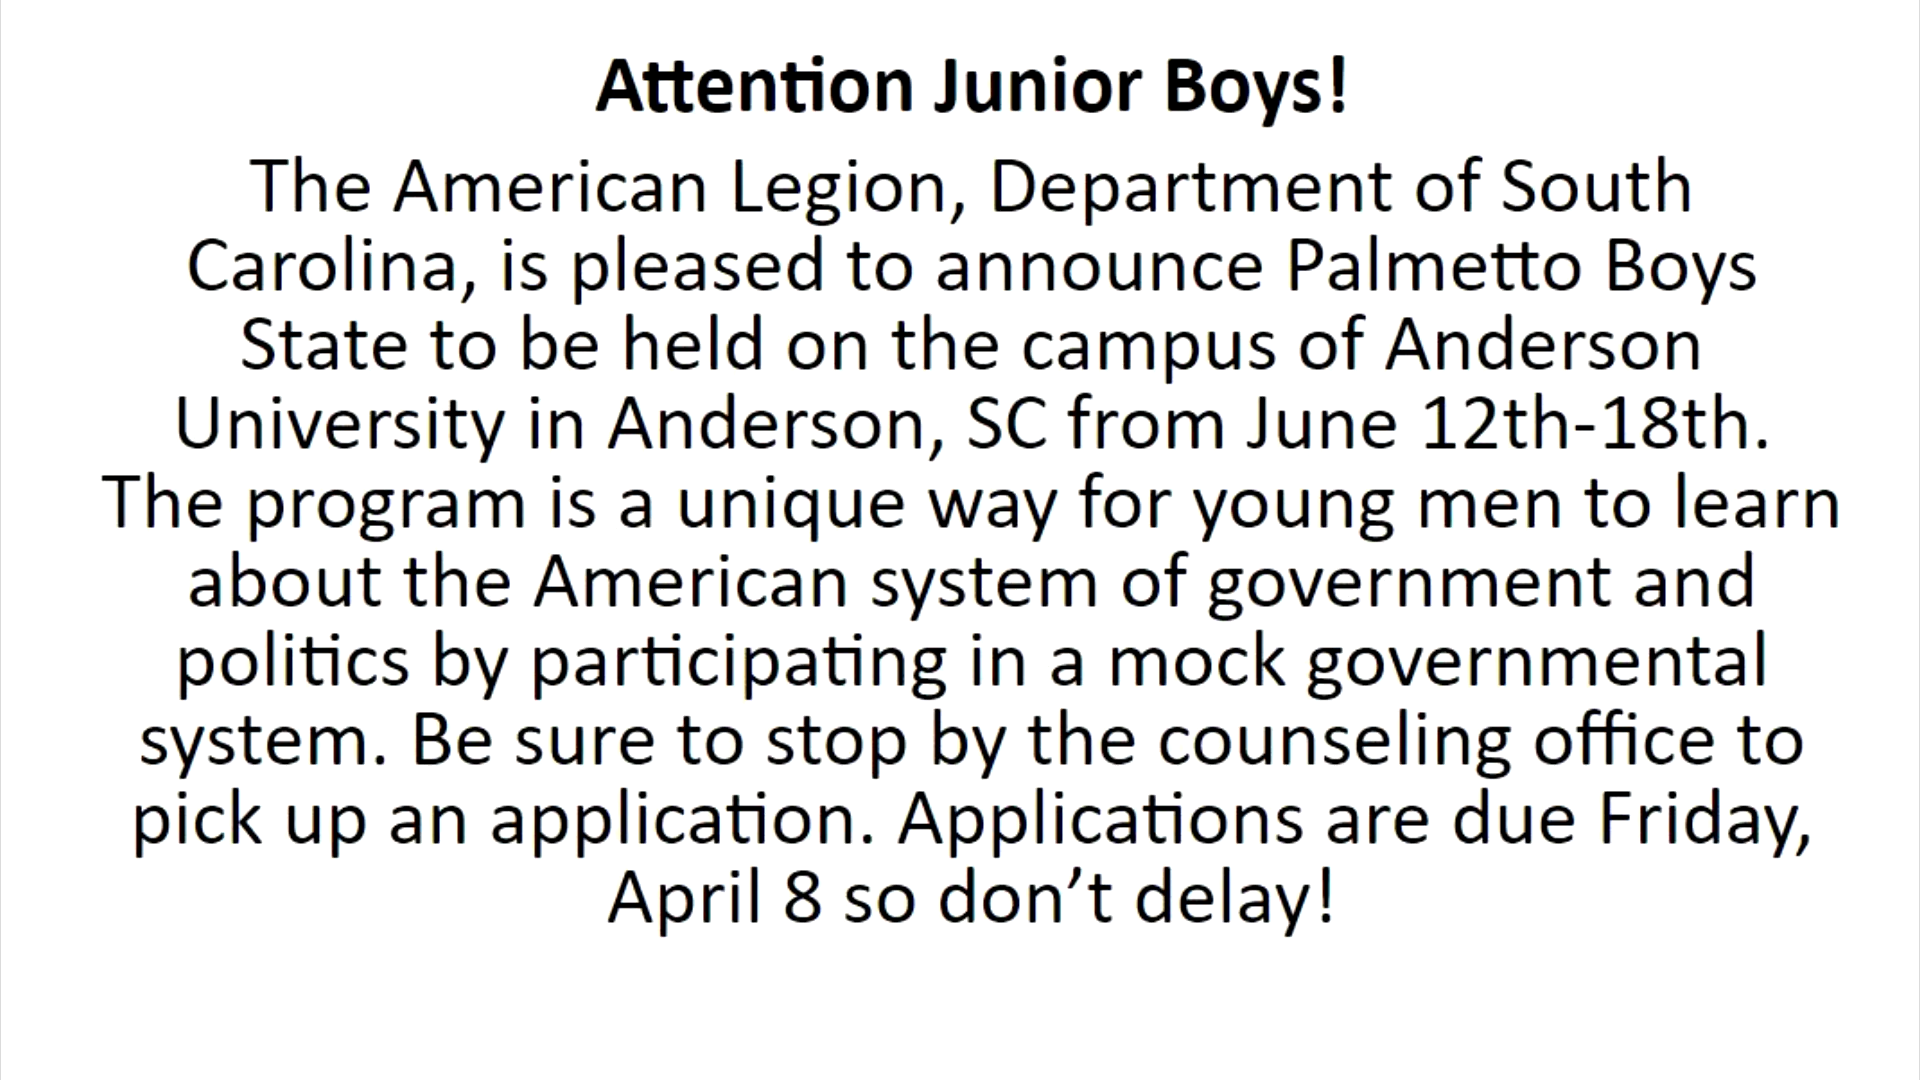 Attention Junior Boys!
The American Legion, Department of South
Carolina, is pleased to announce Palmetto Boys
State to be held on the campus of Anderson
University in Anderson, SC from June 12th-18th.
The program is a unique way for young men to learn
about the American system of government and
politics by participating in a mock governmental
system. Be sure to stop by the counseling office to
pick up an application. Applications are due Friday,
April 8 so don’t delay!